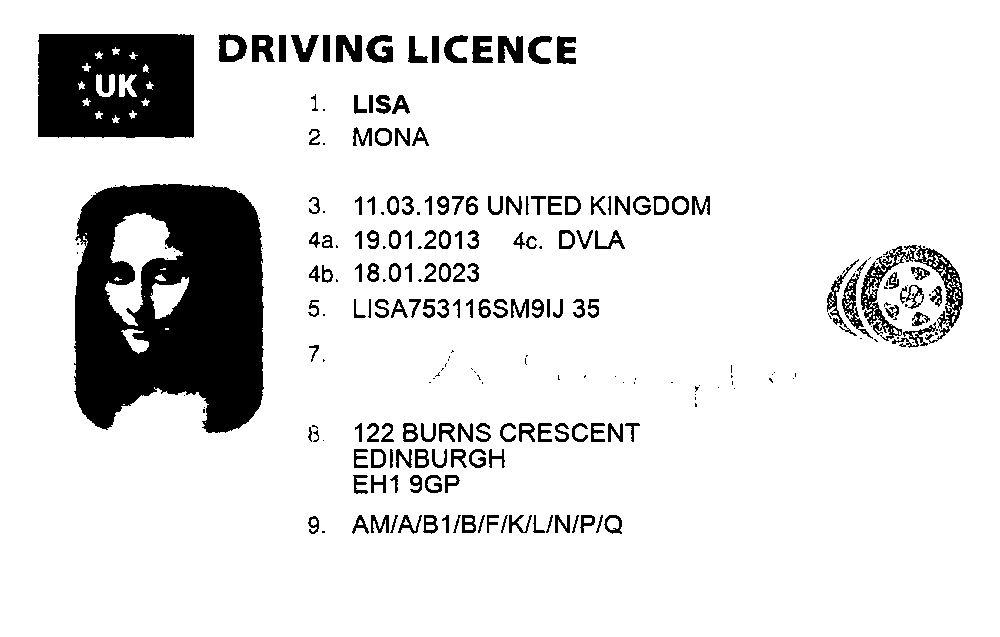 UK
DRIVING LICENCE
1. LISA
2. MONA
3. 11.03.1976 UNITED KINGDOM
4a. 19.01.2013 4c. DVLA
4b. 18.01.2023
5. LISA753116SM9IJ 35
7.
8. 122 BURNS CRESCENT
EDINBURGH
EH1 9GP
9. AM/A/B1/B/F/K/L/N/P/Q